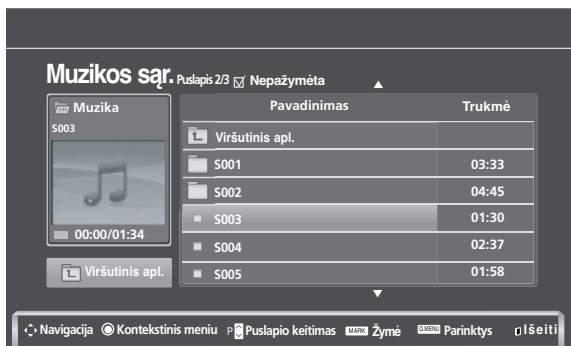 Muzikos sąr. Puslapis 2/3 Nepažymėta
Muzika
S003
00:00/01:34
Viršutinis apl.
Pavadinimas Trukmė
Viršutinis apl.
S001 03:33
S002 04:45
S003 01:30
S004 02:37
S005 01:58
Navigacija Kontekstinis meniu P Puslapio keitimas MARK Žymė Q.MENU Parinktys Išeiti